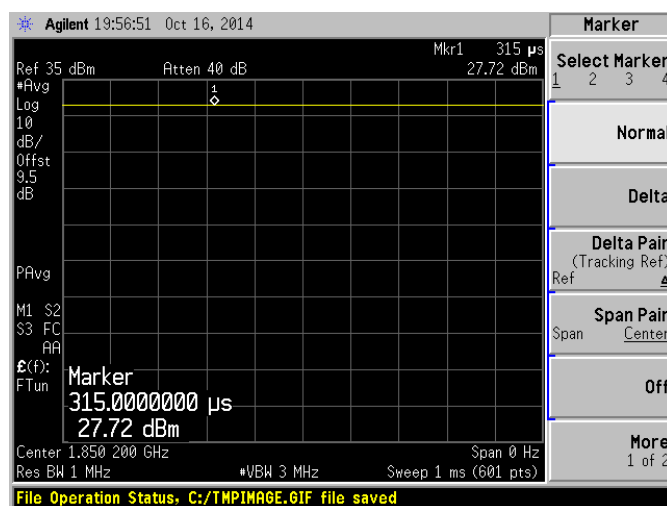 Agilent 19:56:51 Oct 16, 2014
Marker
Mkr1 315 µs
Ref 35 dBm Atten 40 dB 27.72 dBm
#Avg
Log
10
dB/
Offst
9.5
dB
1
PAvg
M1 S2
S3 FC
AA
£(f):
FTun
Marker
315.0000000 µs
27.72 dBm
Center 1.850 200 GHz Span 0 Hz
Res BW 1 MHz #VBW 3 MHz Sweep 1 ms (601 pts)
File Operation Status, C:/TMPIMAGE.GIF file saved
Select Marker
1 2 3 4
Normal
Delta
Delta Pair
(Tracking Ref)
Ref Δ
Span Pair
Span Center
Off
More
1 of 2